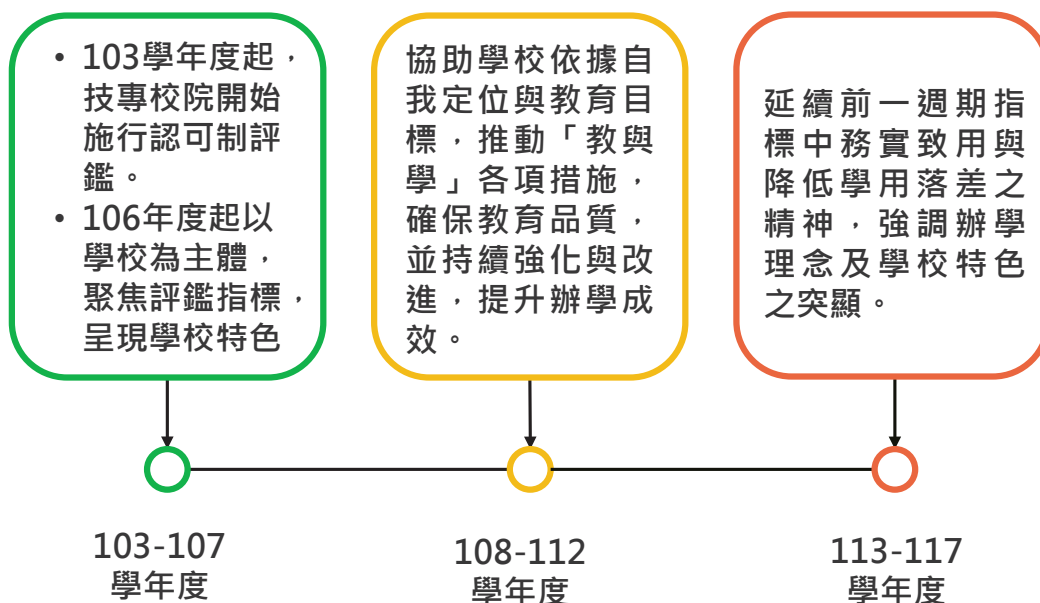 • 103學年度起，
技專校院開始
施行認可制評
鑑。
• 106年度起以
學校為主體，
聚焦評鑑指標，
呈現學校特色
協助學校依據自
我定位與教育目
標，推動「教與
學」各項措施，
確保教育品質，
並持續強化與改
進，提升辦學成
效。
延續前一週期指
標中務實致用與
降低學用落差之
精神，強調辦學
理念及學校特色
之突顯。
103-107
學年度
108-112
學年度
113-117
學年度